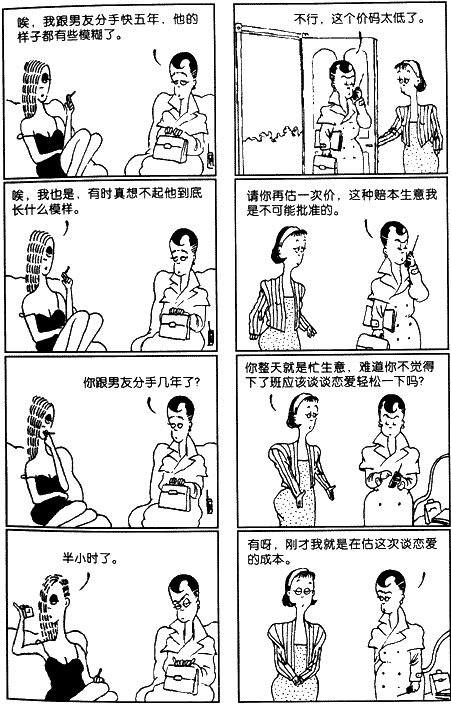 唉，我跟男友分手快五年，他的
样子都有些模糊了。
唉，我也是，有时真想不起他到底
长什么模样。
你跟男友分手几年了?
半小时了。
不行，这个价码太低了。
请你再估一次价，这种赔本生意我
是不可能批准的。
你整天就是忙生意，难道你不觉得
下了班应该谈谈恋爱轻松一下吗?
有呀，刚才我就是在估这次谈恋爱
的成本。